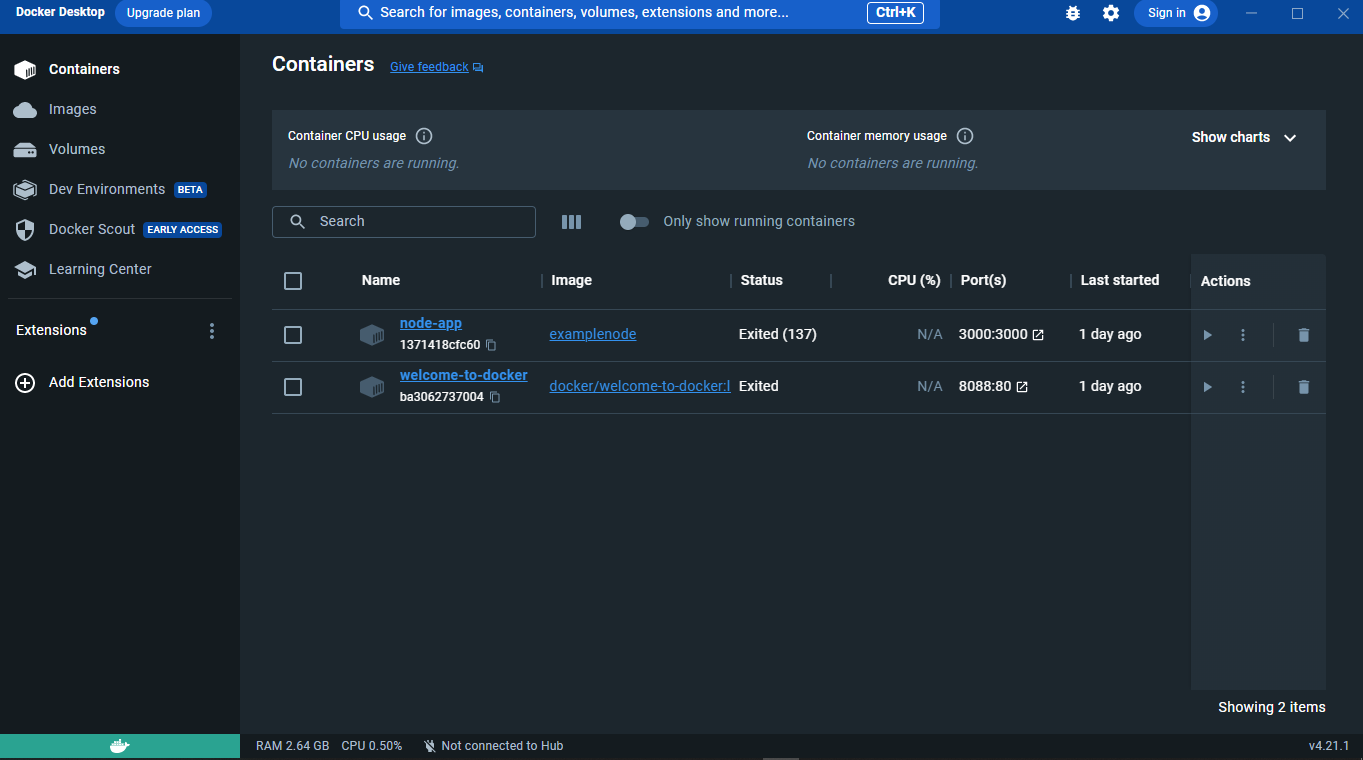 Docker Desktop Upgrade plan Search for images, containers, volumes, extensions and more... Ctrl+K Sign in
Containers
Images
Volumes
Dev Environments BETA
Docker Scout EARLY ACCESS
Learning Center
Extensions
Add Extensions
Containers Give feedback
Container CPU usage
No containers are running.
Container memory usage
No containers are running.
Show charts
Search Only show running containers
Name Image Status CPU (%) Port(s) Last started Actions
node-app
1371418cfc60
examplenode Exited (137) N/A 3000:3000 1 day ago
welcome-to-docker
ba3062737004
docker/welcome-to-docker:l Exited N/A 8088:80 1 day ago
Showing 2 items
RAM 2.64 GB CPU 0.50% Not connected to Hub v4.21.1